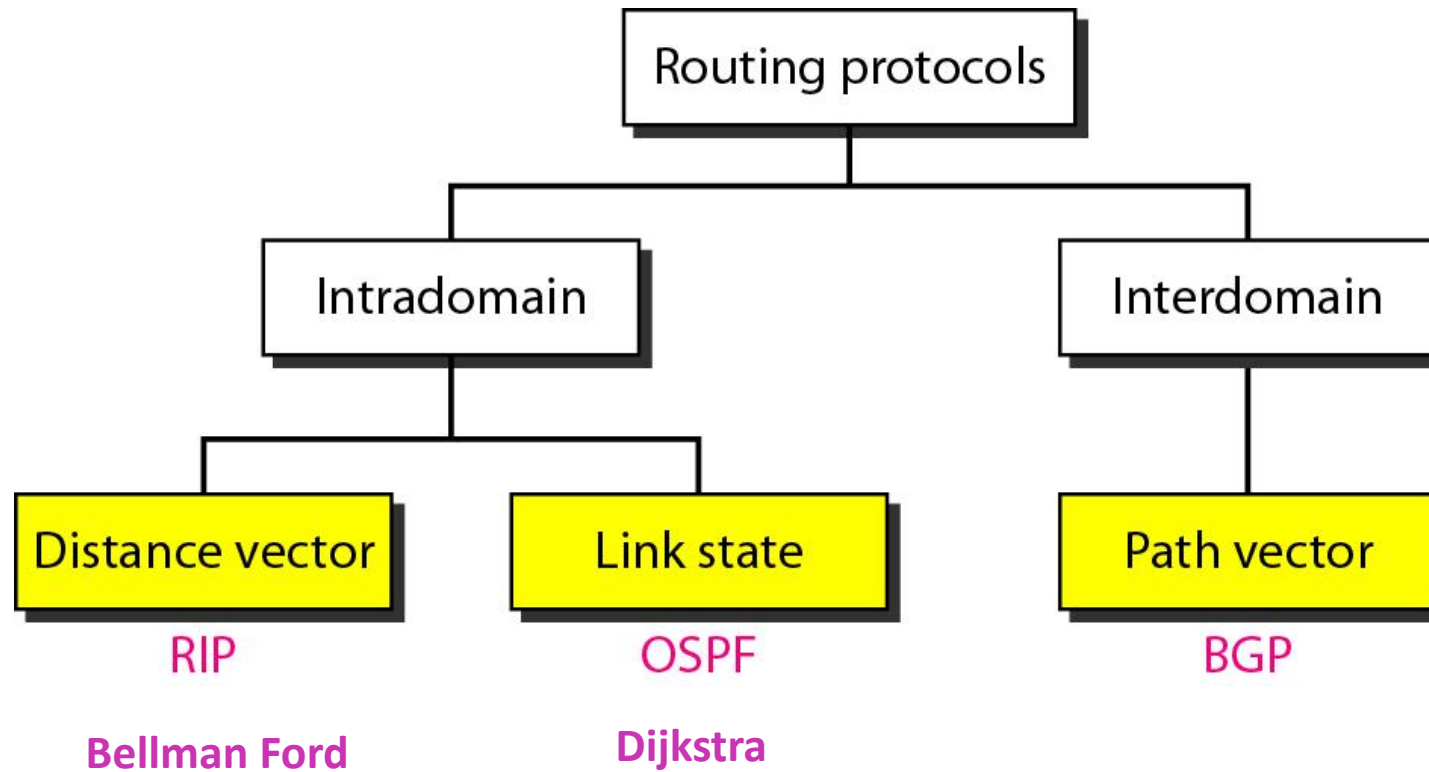 Routing protocols
Intradomain
Interdomain
Distance vector
Link state
Path vector
RIP
OSPF
BGP
Bellman Ford
Dijkstra